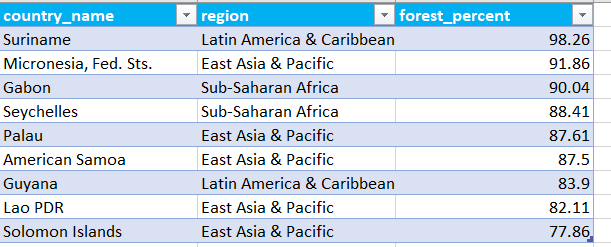 country_name region forest_percent
Suriname Latin America & Caribbean 98.26
Micronesia, Fed. Sts. East Asia & Pacific 91.86
Gabon Sub-Saharan Africa 90.04
Seychelles Sub-Saharan Africa 88.41
Palau East Asia & Pacific 87.61
American Samoa East Asia & Pacific 87.5
Guyana Latin America & Caribbean 83.9
Lao PDR East Asia & Pacific 82.11
Solomon Islands East Asia & Pacific 77.86